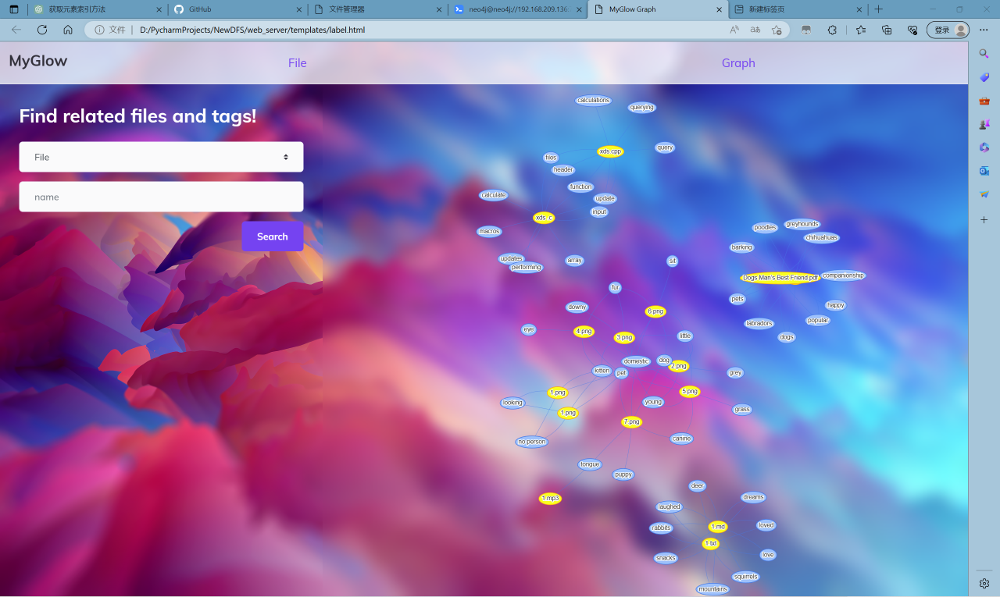 获取元素索引方法
GitHub
文件管理器
neo4j@neo4j://192.168.209.136
MyGlow Graph
新建标签页
文件 | D:/PycharmProjects/NewDFS/web_server/templates/label.html
登录
MyGlow
File
Graph
Find related files and tags!
File
name
Search
calculations
querying
xds.cpp
query
files
header
function
calculate
update
input
xds .c
macros
updates
performing
array
sit
fur
downy
6.png
eye
4.png
3.png
little
poodles
greyhounds
chihuahuas
barking
Dogs Man's Best Friend.pdf
companionship
pets
happy
labradors
popular
dogs
domestic
dog
2.png
kitten
pet
grey
1.png
5.png
looking
young
1.png
grass
7.png
no person
canine
tongue
puppy
1.mp3
deer
dreams
laughed
rabbits
1.md
loved
1.txt
snacks
love
squirrels
mountains